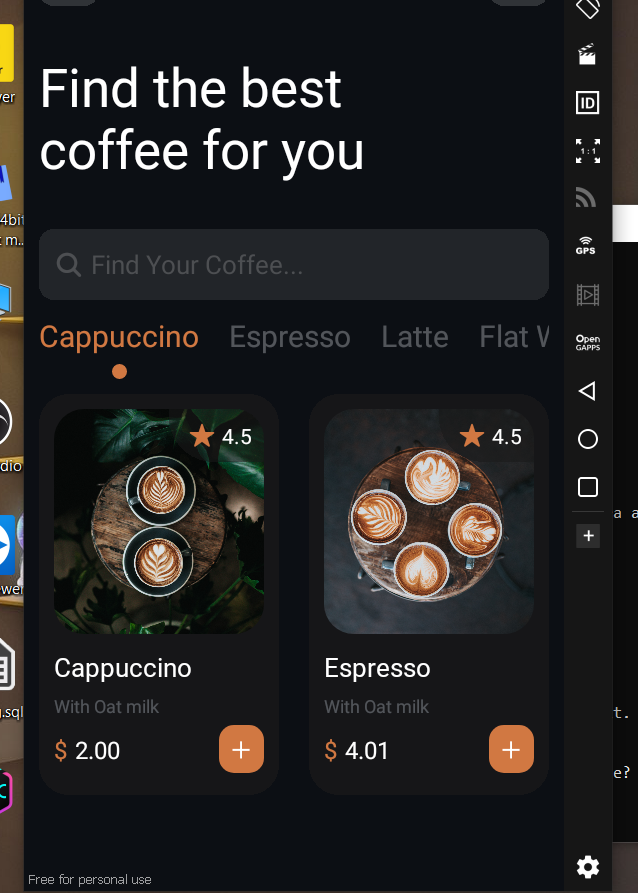 Find the best
coffee for you
Find Your Coffee...
Cappuccino Espresso Latte Flat W
4.5
4.5
Cappuccino
Espresso
With Oat milk
With Oat milk
$ 2.00
$ 4.01
Free for personal use
ID
1:1
GPS
Open
GAPPS
4bit
t m...
dio
.sql
a a
t.
e?